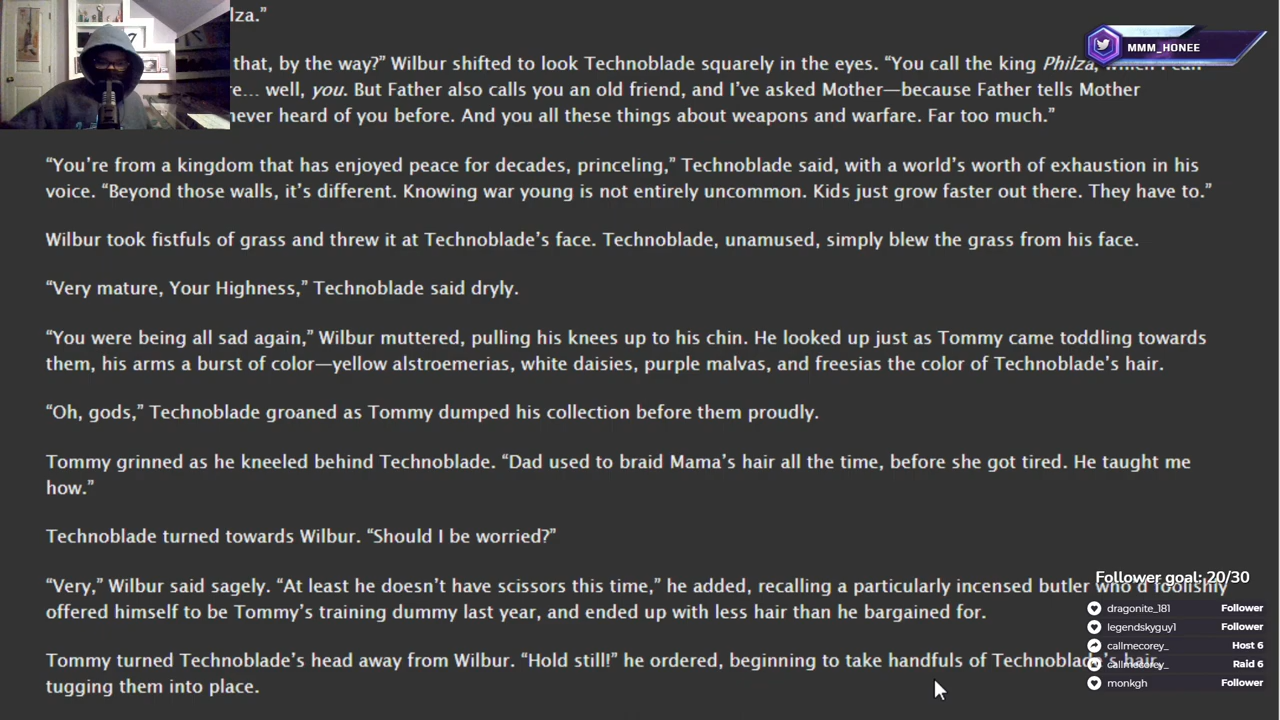 lza.”
that, by the way?” Wilbur shifted to look Technoblade squarely in the eyes. “You call the king Philza, which I can
MMM_HONEE
re… well, you. But Father also calls you an old friend, and I’ve asked Mother—because Father tells Mother
never heard of you before. And you all these things about weapons and warfare. Far too much.”
“You’re from a kingdom that has enjoyed peace for decades, princeling,” Technoblade said, with a world’s worth of exhaustion in his
voice. “Beyond those walls, it’s different. Knowing war young is not entirely uncommon. Kids just grow faster out there. They have to.”
Wilbur took fistfuls of grass and threw it at Technoblade’s face. Technoblade, unamused, simply blew the grass from his face.
“Very mature, Your Highness,” Technoblade said dryly.
“You were being all sad again,” Wilbur muttered, pulling his knees up to his chin. He looked up just as Tommy came toddling towards
them, his arms a burst of color—yellow alstroemerias, white daisies, purple malvas, and freesias the color of Technoblade’s hair.
“Oh, gods,” Technoblade groaned as Tommy dumped his collection before them proudly.
Tommy grinned as he kneeled behind Technoblade. “Dad used to braid Mama’s hair all the time, before she got tired. He taught me
how.”
Technoblade turned towards Wilbur. “Should I be worried?”
“Very,” Wilbur said sagely. “At least he doesn’t have scissors this time,” he added, recalling a particularly incensed butler who’d foolishly
offered himself to be Tommy’s training dummy last year, and ended up with less hair than he bargained for.
Tommy turned Technoblade’s head away from Wilbur. “Hold still!” he ordered, beginning to take handfuls of Technoblade’s hair,
tugging them into place.
Follower goal: 20/30
dragonite_181 Follower
legendskyguy1 Follower
callmecorey_ Host 6
callmecorey_ Raid 6
monkgh Follower